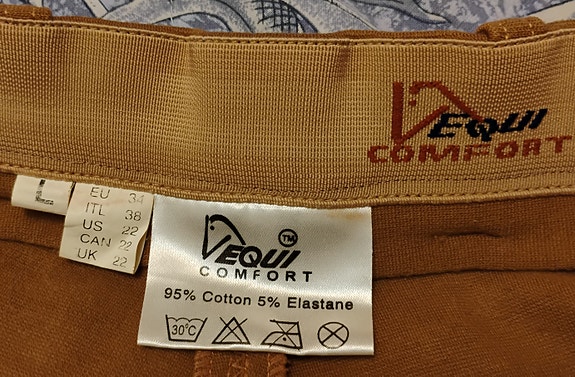 EQUI
COMFORT
L
EU 34
ITL 38
US 22
CAN 22
UK 22
EQUI TM
COMFORT
95% Cotton 5% Elastane
30°C